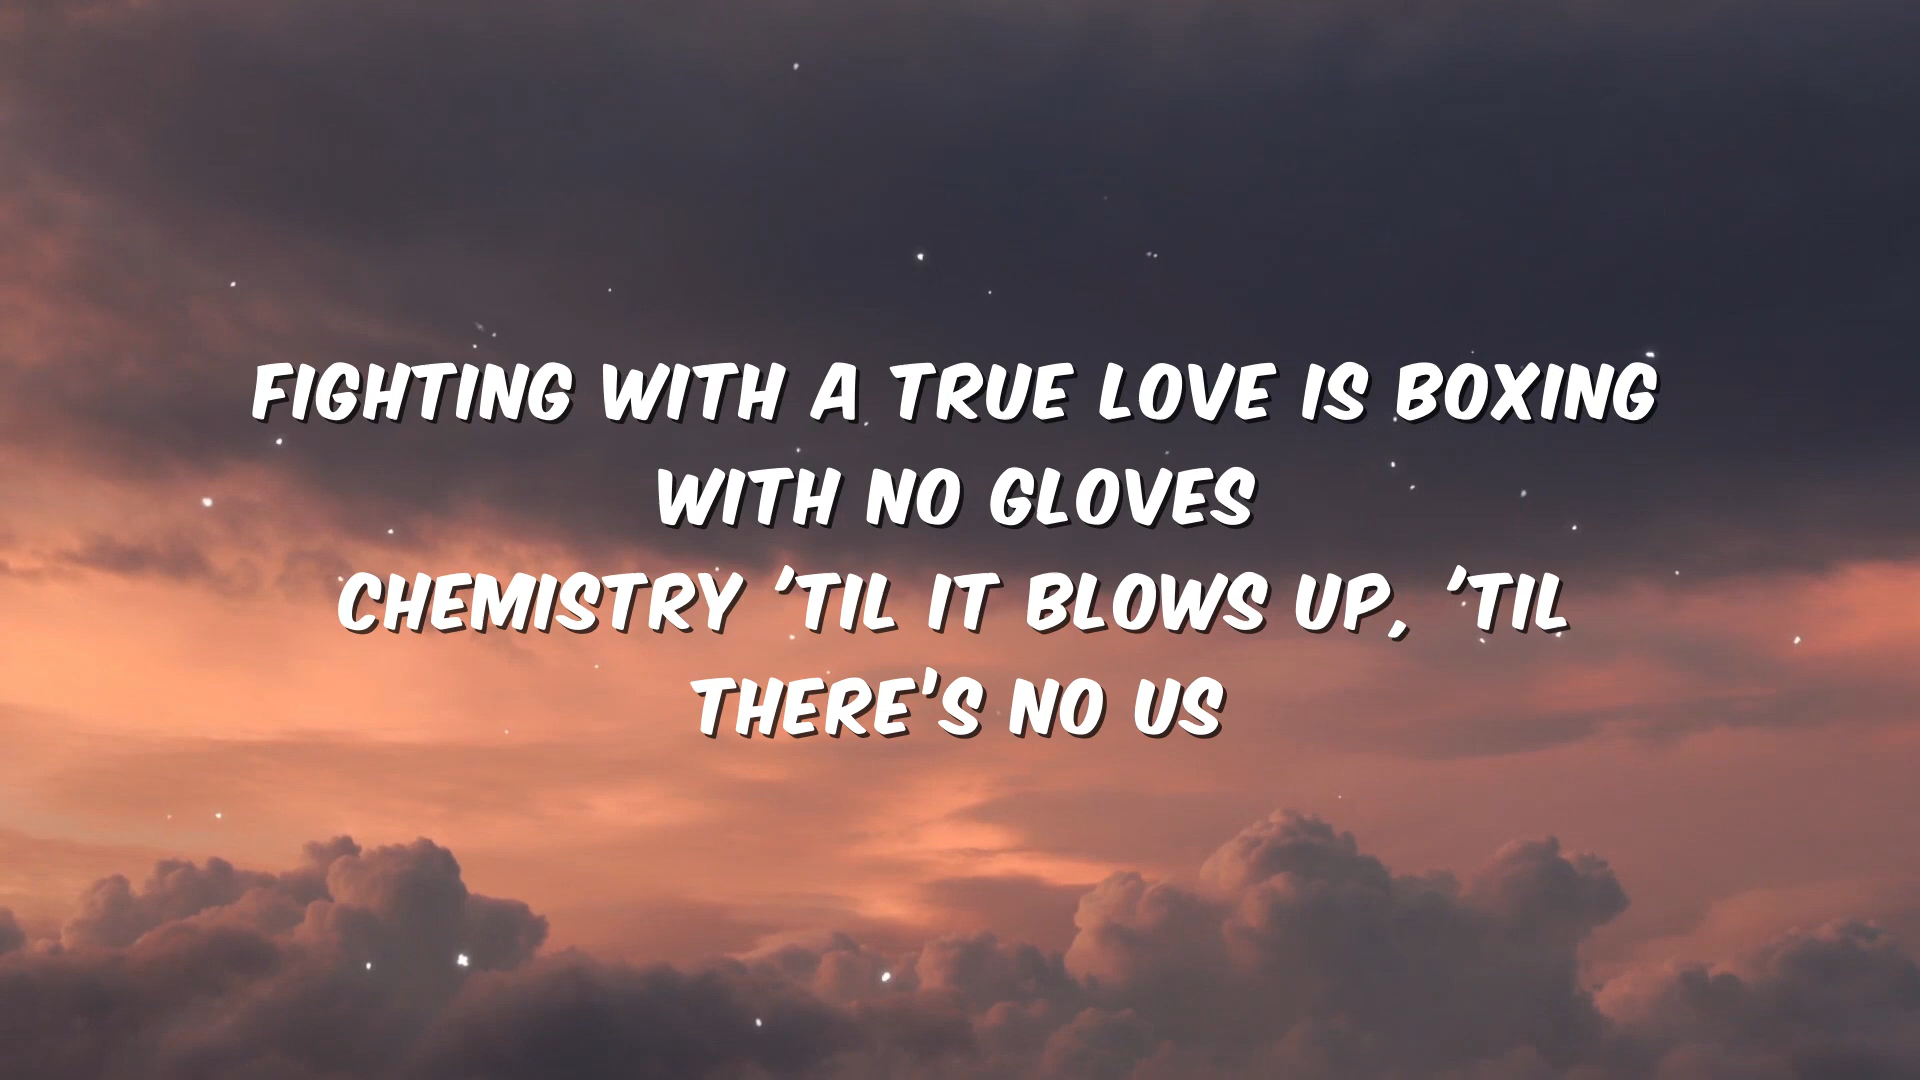 FIGHTING WITH A TRUE LOVE IS BOXING
WITH NO GLOVES
CHEMISTRY 'TIL IT BLOWS UP, 'TIL
THERE'S NO US